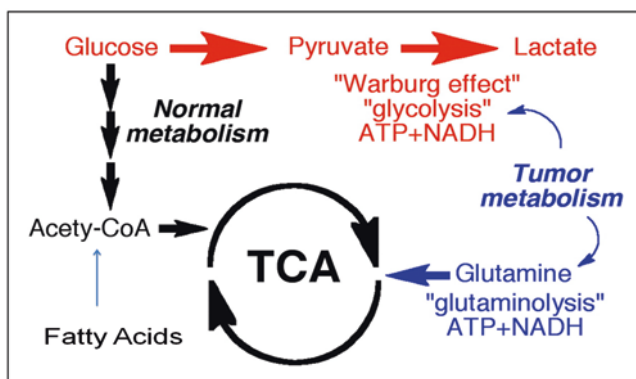 Glucose Pyruvate Lactate
"Warburg effect"
"glycolysis"
ATP+NADH
Normal
metabolism
Tumor
metabolism
Acety-CoA
TCA
Glutamine
"glutaminolysis"
ATP+NADH
Fatty Acids